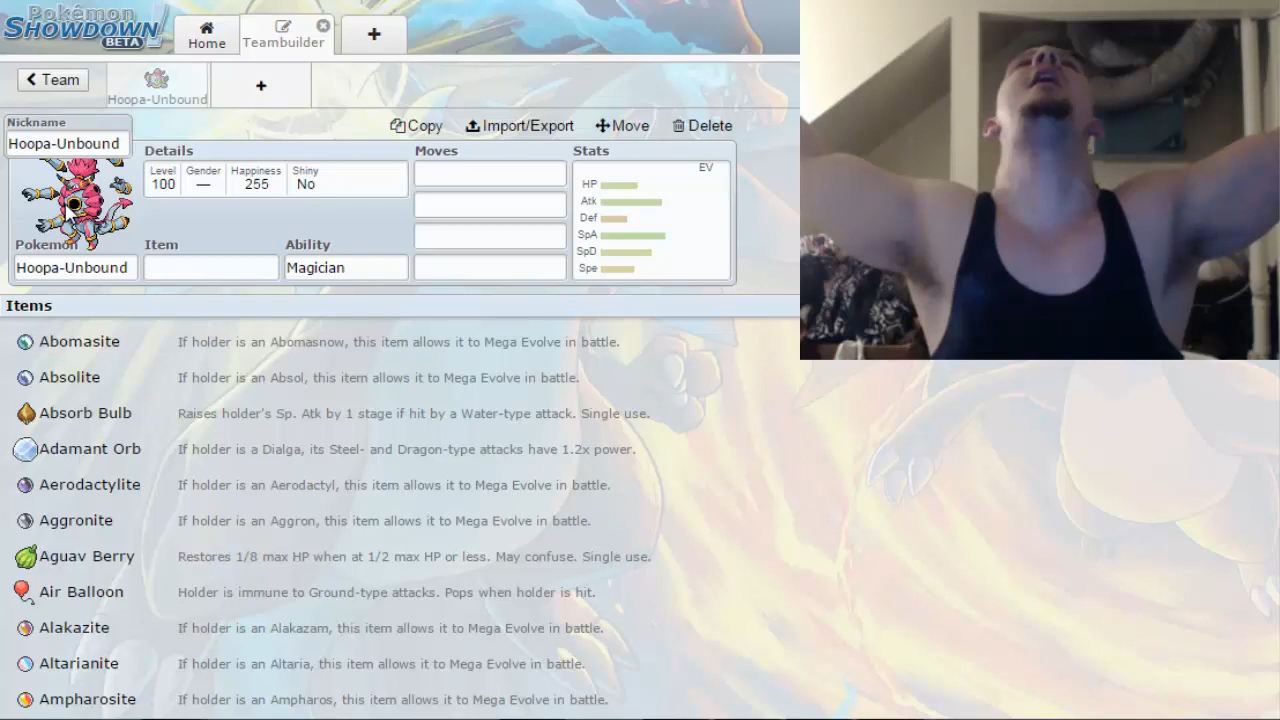 Pokémon
SHOWDOWN!
BETA
Home
Teambuilder
+
Team
Hoopa-Unbound
+
Nickname
Hoopa-Unbound
Copy Import/Export Move Delete
Details
Level Gender Happiness Shiny
100 — 255 No
Moves
Stats
EV
HP
Atk
Def
SpA
SpD
Spe
Pokemon Item Ability
Hoopa-Unbound Magician
Items
Abomasite If holder is an Abomasnow, this item allows it to Mega Evolve in battle.
Absolite If holder is an Absol, this item allows it to Mega Evolve in battle.
Absorb Bulb Raises holder's Sp. Atk by 1 stage if hit by a Water-type attack. Single use.
Adamant Orb If holder is a Dialga, its Steel- and Dragon-type attacks have 1.2x power.
Aerodactylite If holder is an Aerodactyl, this item allows it to Mega Evolve in battle.
Aggronite If holder is an Aggron, this item allows it to Mega Evolve in battle.
Aguav Berry Restores 1/8 max HP when at 1/2 max HP or less. May confuse. Single use.
Air Balloon Holder is immune to Ground-type attacks. Pops when holder is hit.
Alakazite If holder is an Alakazam, this item allows it to Mega Evolve in battle.
Altarianite If holder is an Altaria, this item allows it to Mega Evolve in battle.
Ampharosite If holder is an Ampharos, this item allows it to Mega Evolve in battle.